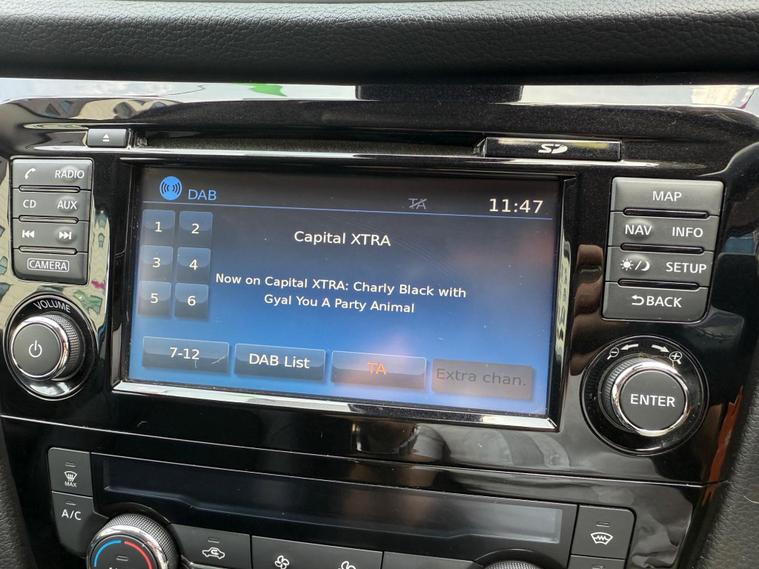 SD
RADIO
CD AUX
CAMERA
VOLUME
DAB
TA
11:47
1 2
3 4
5 6
Capital XTRA
Now on Capital XTRA: Charly Black with
Gyal You A Party Animal
7-12
DAB List
TA
Extra chan.
MAP
NAV INFO
SETUP
BACK
ENTER
MAX
A/C